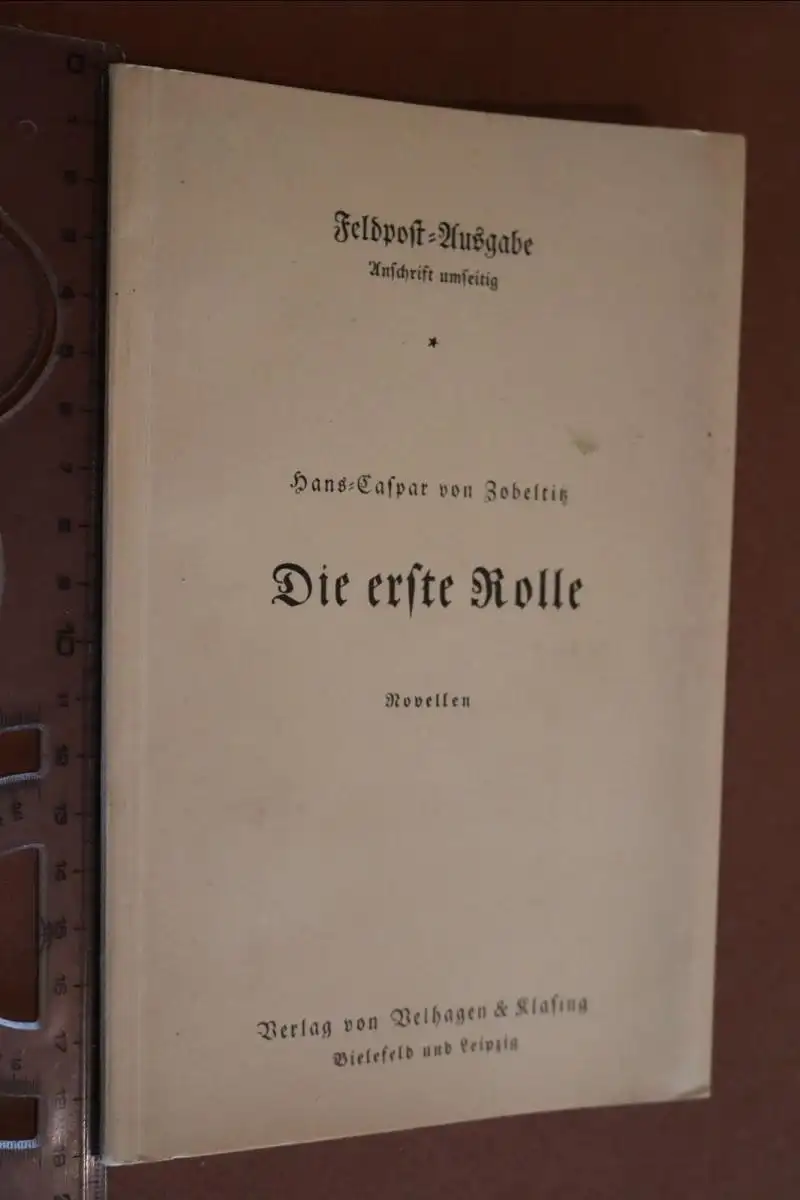 Feldpost=Ausgabe
Anschrift umseitig
*
Hans=Caspar von Zobeltitz
Die erste Rolle
Novellen
Verlag von Velhagen & Klasing
Bielefeld und Leipzig